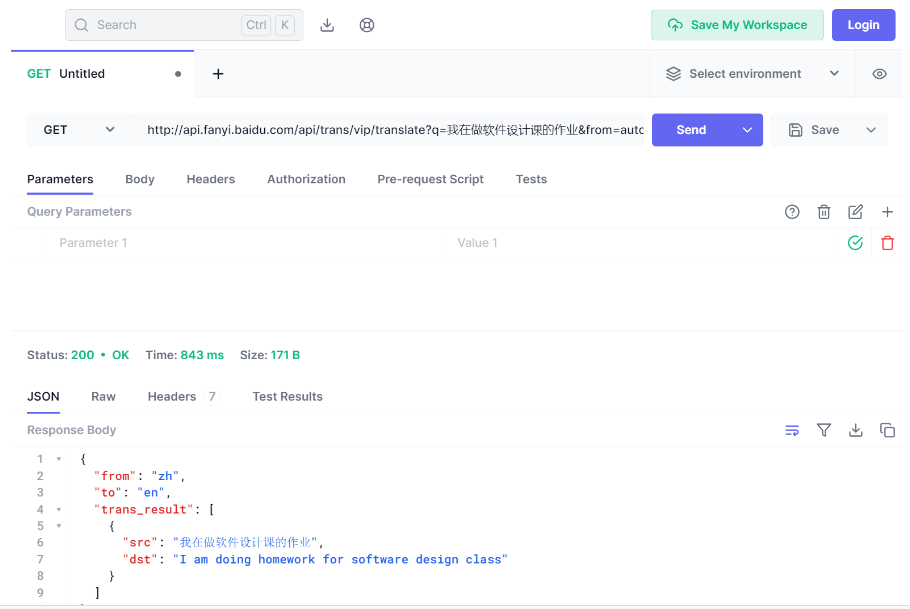 Search Ctrl K Save My Workspace Login
GET Untitled Select environment
GET http://api.fanyi.baidu.com/api/trans/vip/translate?q=我在做软件设计课的作业&from=auto Send Save
Parameters Body Headers Authorization Pre-request Script Tests
Query Parameters
Parameter 1 Value 1
Status: 200 • OK Time: 843 ms Size: 171 B
JSON Raw Headers 7 Test Results
Response Body
1 {
2 "from": "zh",
3 "to": "en",
4 "trans_result": [
5 {
6 "src": "我在做软件设计课的作业",
7 "dst": "I am doing homework for software design class"
8 }
9 ]